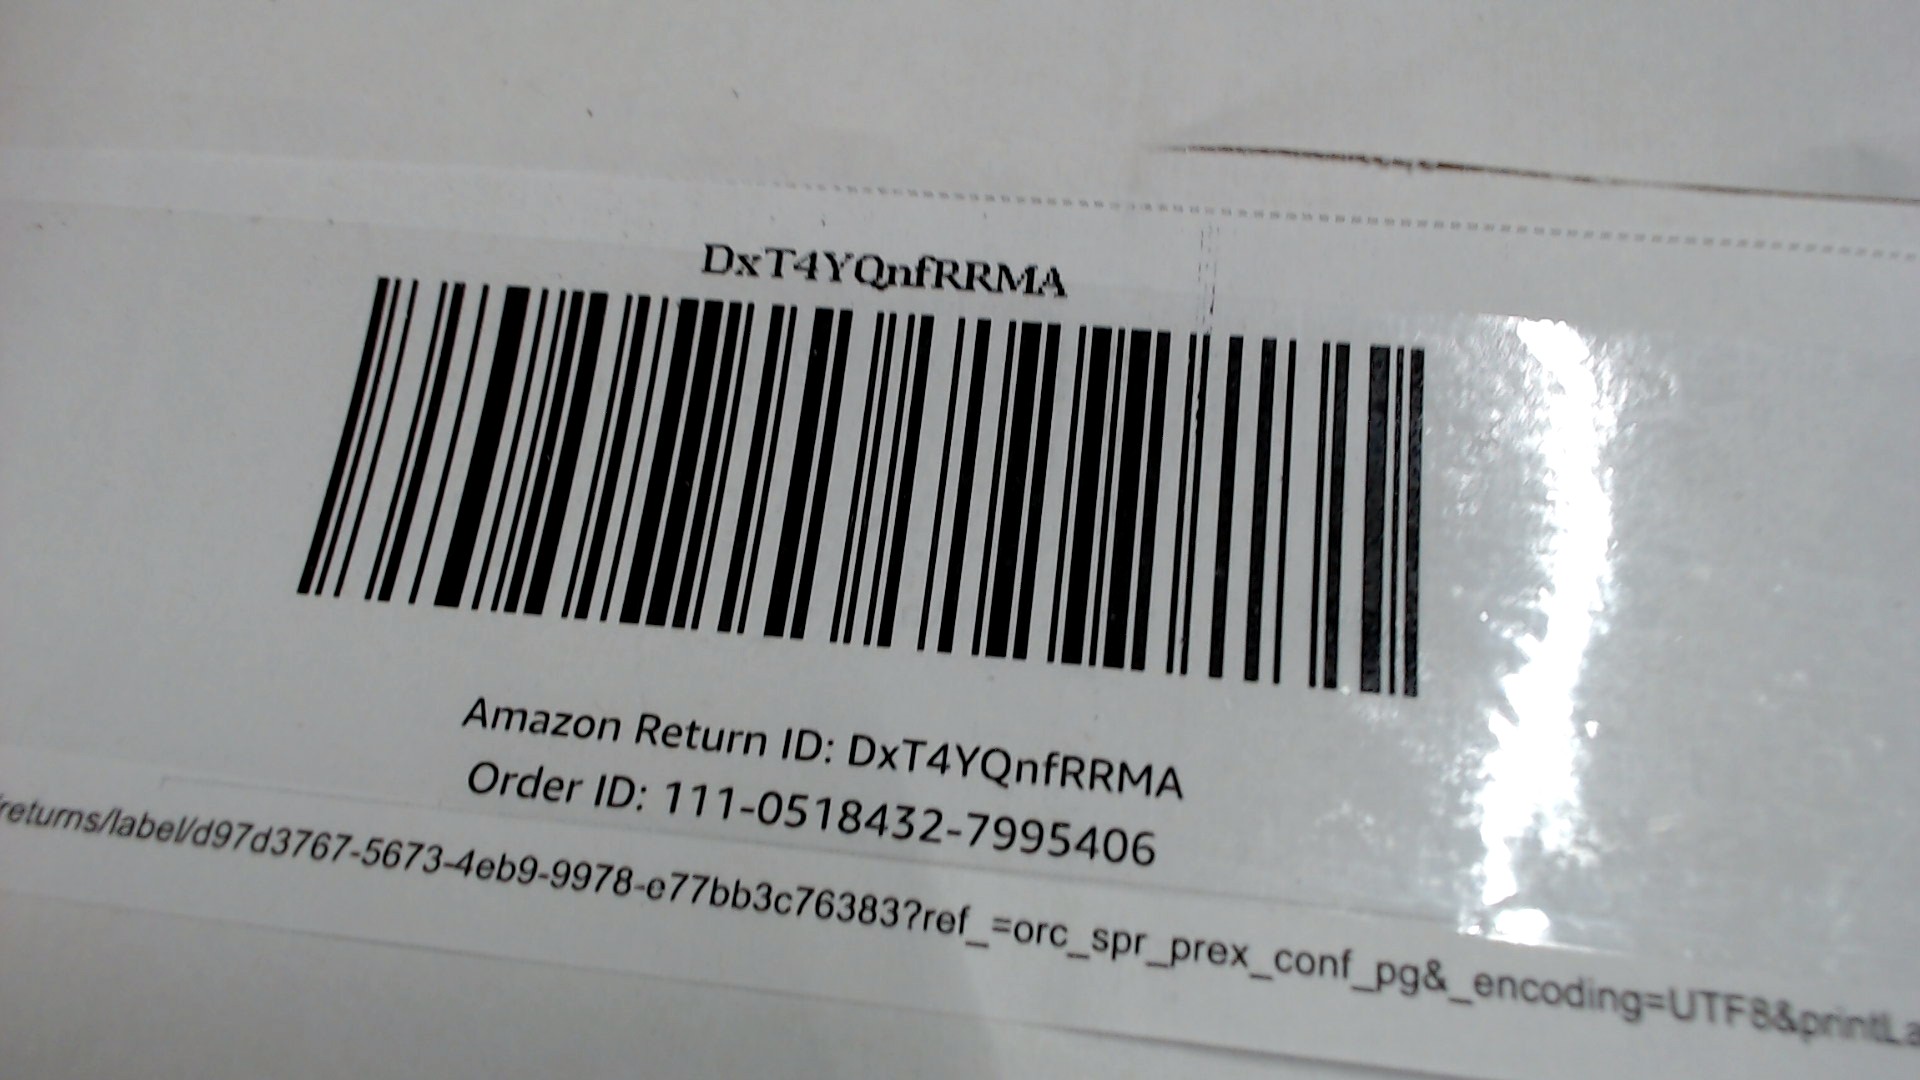 DxT4YQnfRRMA
Amazon Return ID: DxT4YQnfRRMA
Order ID: 111-0518432-7995406
/returns/label/d97d3767-5673-4eb9-9978-e77bb3c76383?ref_=orc_spr_prex_conf_pg&_encoding=UTF8&printLa